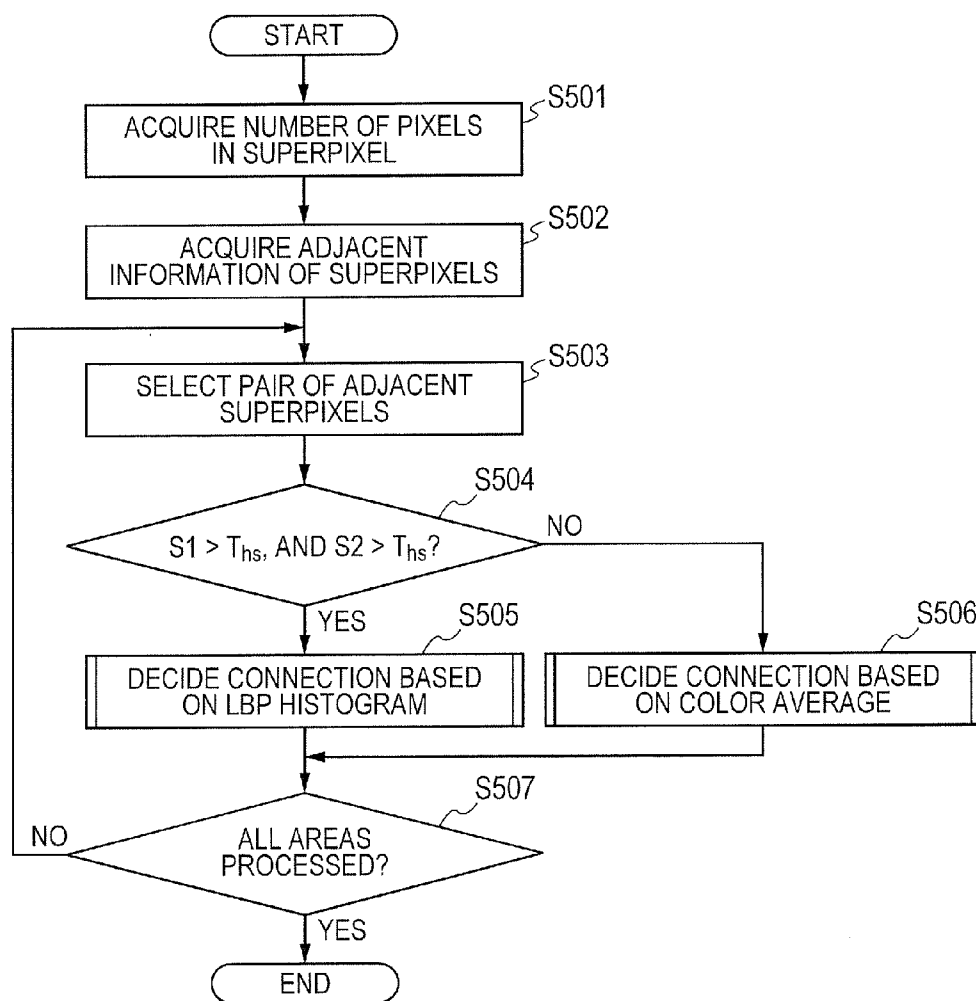 START
S501
ACQUIRE NUMBER OF PIXELS
IN SUPERPIXEL
S502
ACQUIRE ADJACENT
INFORMATION OF SUPERPIXELS
S503
SELECT PAIR OF ADJACENT
SUPERPIXELS
S504
S1 > Ths, AND S2 > Ths?
NO
YES
S505
DECIDE CONNECTION BASED
ON LBP HISTOGRAM
S506
DECIDE CONNECTION BASED
ON COLOR AVERAGE
S507
ALL AREAS
PROCESSED?
NO
YES
END